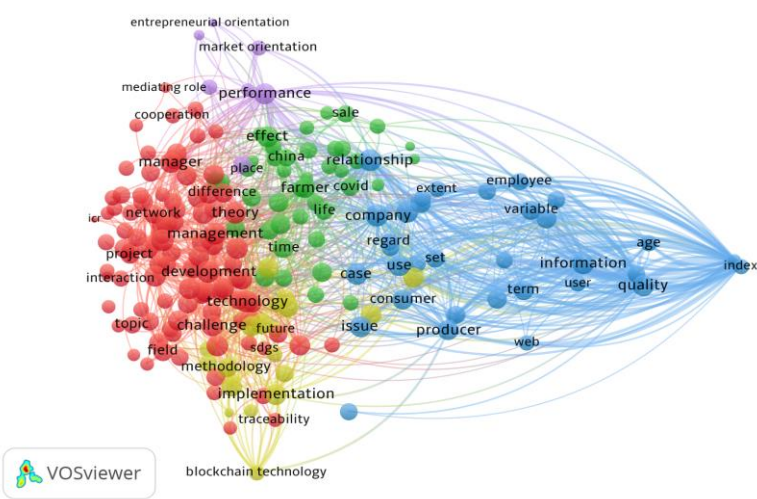 entrepreneurial orientation
market orientation
mediating role
performance
cooperation
sale
effect
manager
china
relationship
place
difference
farmer
covid
extent
employee
icr
network
theory
life
company
variable
management
regard
time
age
project
use
set
information
index
interaction
development
case
user
quality
technology
consumer
term
topic
challenge
future
issue
producer
field
sdgs
web
methodology
implementation
traceability
blockchain technology
VOSviewer